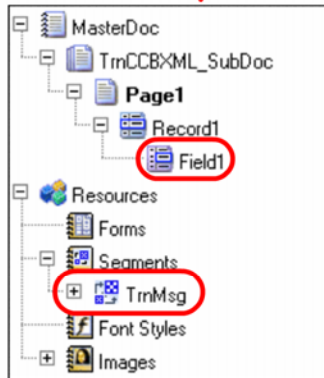 MasterDoc
TrnCCBXML_SubDoc
Page1
Record1
Field1
Resources
Forms
Segments
TrnMsg
Font Styles
Images